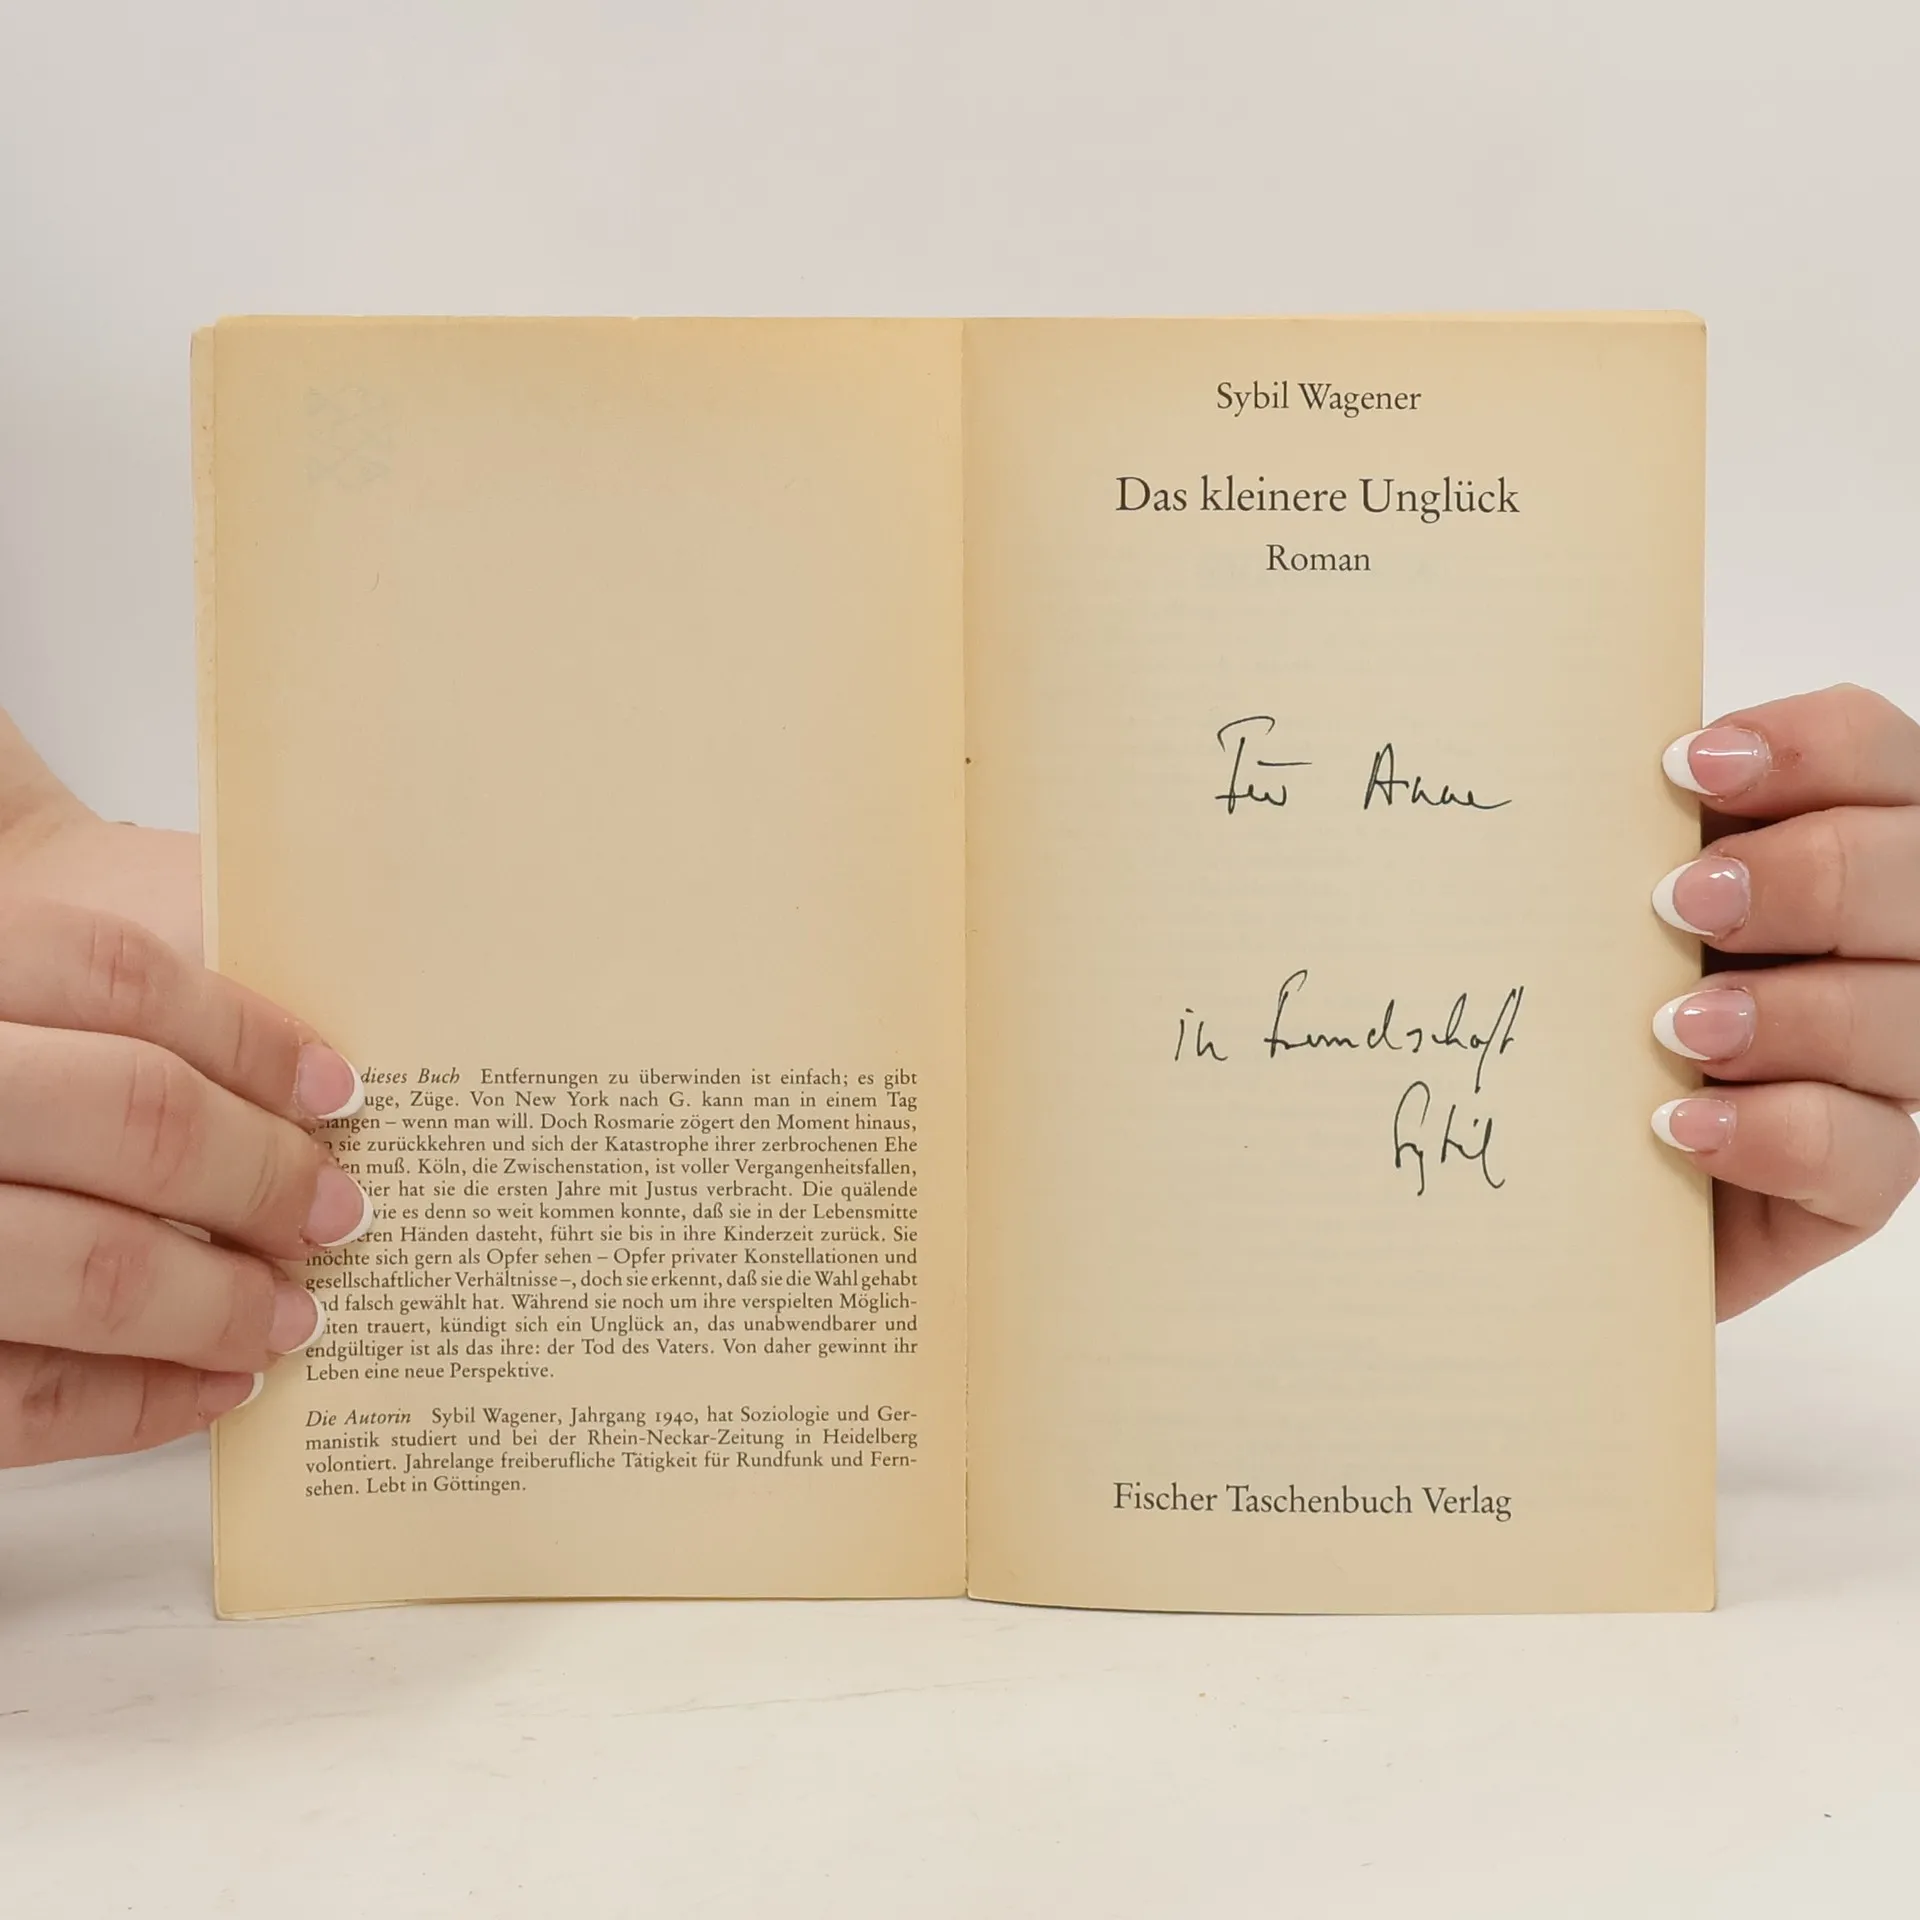 dieses Buch Entfernungen zu überwinden ist einfach; es gibt
Züge. Von New York nach G. kann man in einem Tag
– wenn man will. Doch Rosmarie zögert den Moment hinaus,
sie zurückkehren und sich der Katastrophe ihrer zerbrochenen Ehe
muß. Köln, die Zwischenstation, ist voller Vergangenheitsfallen,
hier hat sie die ersten Jahre mit Justus verbracht. Die quälende
wie es denn so weit kommen konnte, daß sie in der Lebensmitte
Händen dasteht, führt sie bis in ihre Kinderzeit zurück. Sie
möchte sich gern als Opfer sehen – Opfer privater Konstellationen und
gesellschaftlicher Verhältnisse –, doch sie erkennt, daß sie die Wahl gehabt
und falsch gewählt hat. Während sie noch um ihre verspielten Möglich-
keiten trauert, kündigt sich ein Unglück an, das unabwendbarer und
endgültiger ist als das ihre: der Tod des Vaters. Von daher gewinnt ihr
Leben eine neue Perspektive.
Die Autorin Sybil Wagener, Jahrgang 1940, hat Soziologie und Ger-
manistik studiert und bei der Rhein-Neckar-Zeitung in Heidelberg
volontiert. Jahrelange freiberufliche Tätigkeit für Rundfunk und Fern-
sehen. Lebt in Göttingen.
Sybil Wagener
Das kleinere Unglück
Roman
Für Anne
in Freundschaft
Sybil
Fischer Taschenbuch Verlag